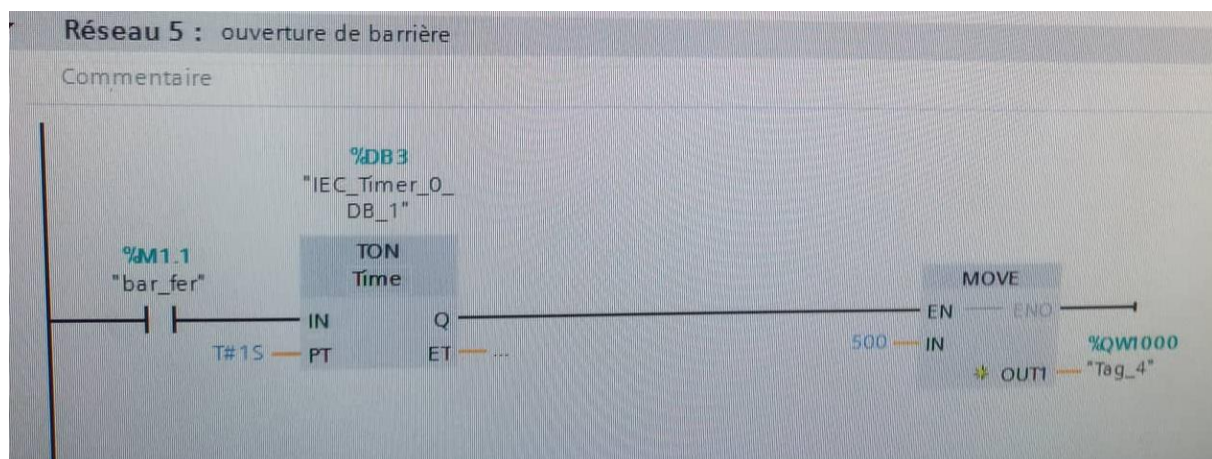 Réseau 5 : ouverture de barrière
Commentaire
%DB3
"IEC_Timer_0_
DB_1"
%M1.1
"bar_fer"
TON
Time
IN
Q
T#1S
PT
ET
...
MOVE
EN
ENO
500
IN
%QW1000
OUT1
"Tag_4"